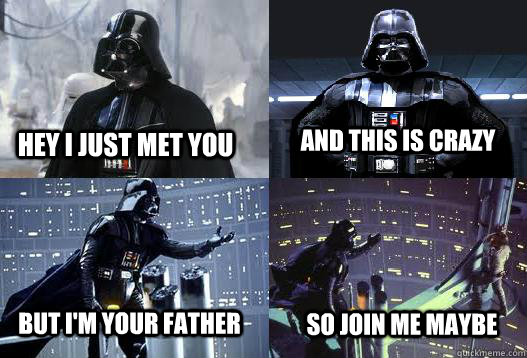 HEY I JUST MET YOU
AND THIS IS CRAZY
BUT I'M YOUR FATHER
SO JOIN ME MAYBE
quickmeme.com